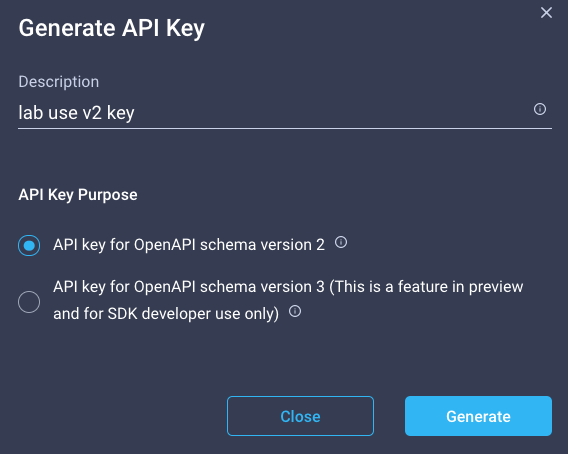 Generate API Key
Description
lab use v2 key
API Key Purpose
API key for OpenAPI schema version 2
API key for OpenAPI schema version 3 (This is a feature in preview
and for SDK developer use only)
Close
Generate